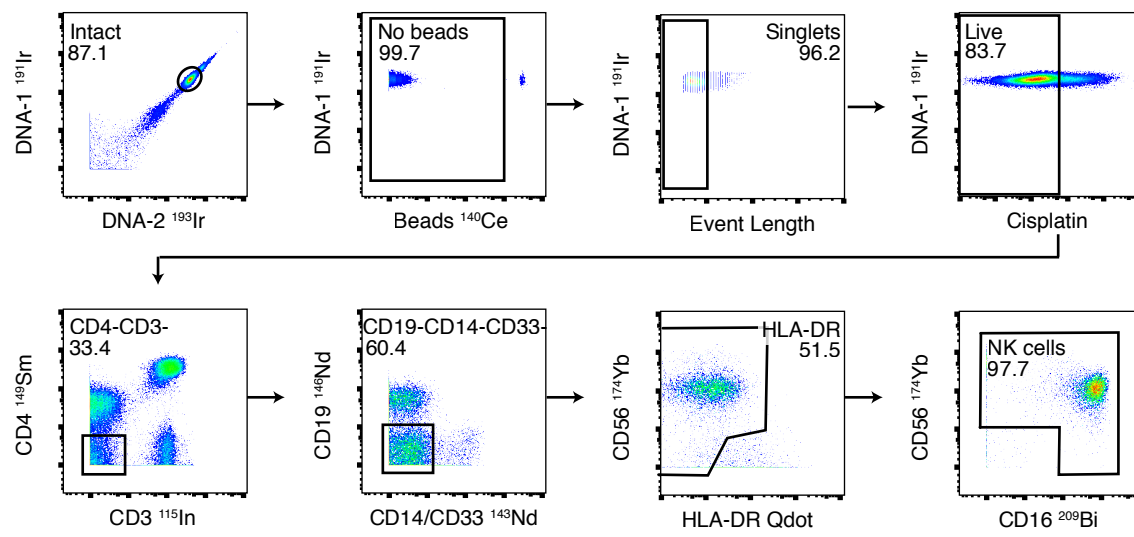 Intact
87.1
DNA-1 ¹⁹¹Ir
DNA-2 ¹⁹³Ir
No beads
99.7
DNA-1 ¹⁹¹Ir
Beads ¹⁴⁰Ce
Singlets
96.2
DNA-1 ¹⁹¹Ir
Event Length
Live
83.7
DNA-1 ¹⁹¹Ir
Cisplatin
CD4-CD3-
33.4
CD4 ¹⁴⁹Sm
CD3 ¹¹⁵In
CD19-CD14-CD33-
60.4
CD19 ¹⁴⁶Nd
CD14/CD33 ¹⁴³Nd
HLA-DR
51.5
CD56 ¹⁷⁴Yb
HLA-DR Qdot
NK cells
97.7
CD56 ¹⁷⁴Yb
CD16 ²⁰⁹Bi